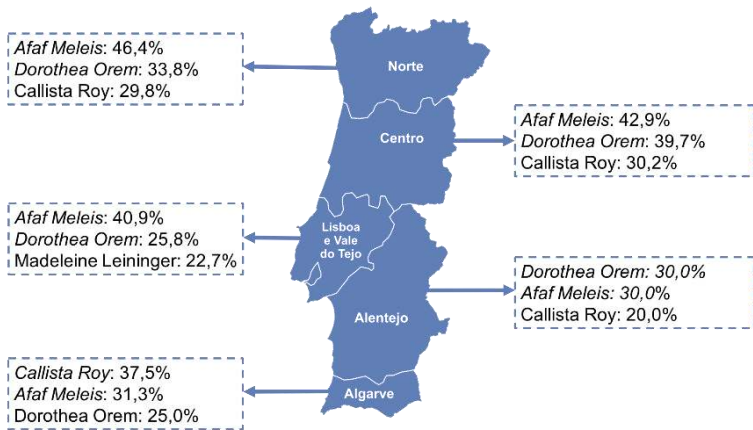 Afaf Meleis: 46,4%
Dorothea Orem: 33,8%
Callista Roy: 29,8%
Norte
Afaf Meleis: 42,9%
Dorothea Orem: 39,7%
Callista Roy: 30,2%
Centro
Afaf Meleis: 40,9%
Dorothea Orem: 25,8%
Madeleine Leininger: 22,7%
Lisboa
e Vale
do Tejo
Dorothea Orem: 30,0%
Afaf Meleis: 30,0%
Callista Roy: 20,0%
Alentejo
Callista Roy: 37,5%
Afaf Meleis: 31,3%
Dorothea Orem: 25,0%
Algarve